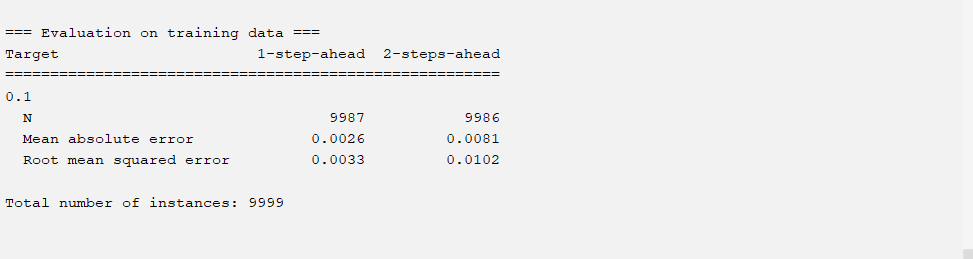 === Evaluation on training data ===
Target                      1-step-ahead  2-steps-ahead
=======================================================
0.1
  N                                 9987           9986
  Mean absolute error             0.0026         0.0081
  Root mean squared error         0.0033         0.0102
Total number of instances: 9999